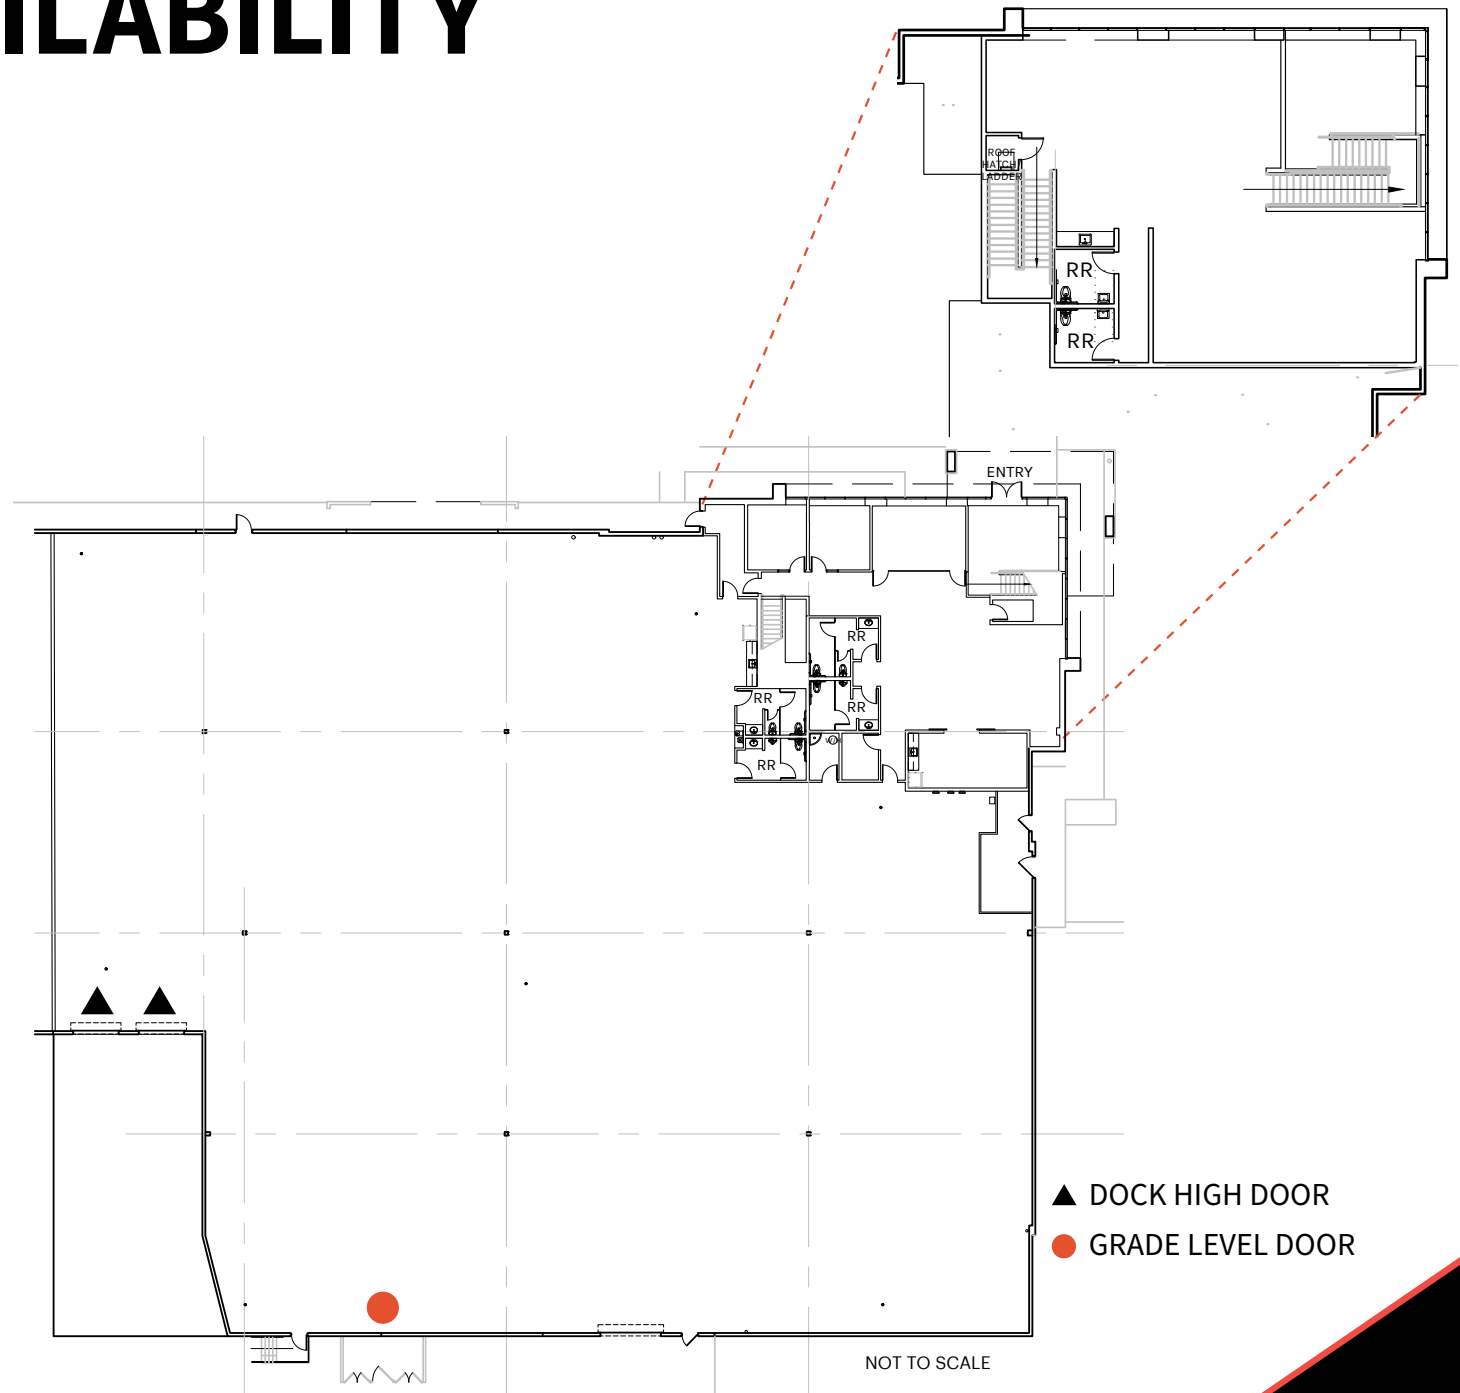 ILABILITY
ROOF
HATCH
LADDER
RR
RR
ENTRY
RR
RR
RR
RR
DOCK HIGH DOOR
GRADE LEVEL DOOR
NOT TO SCALE